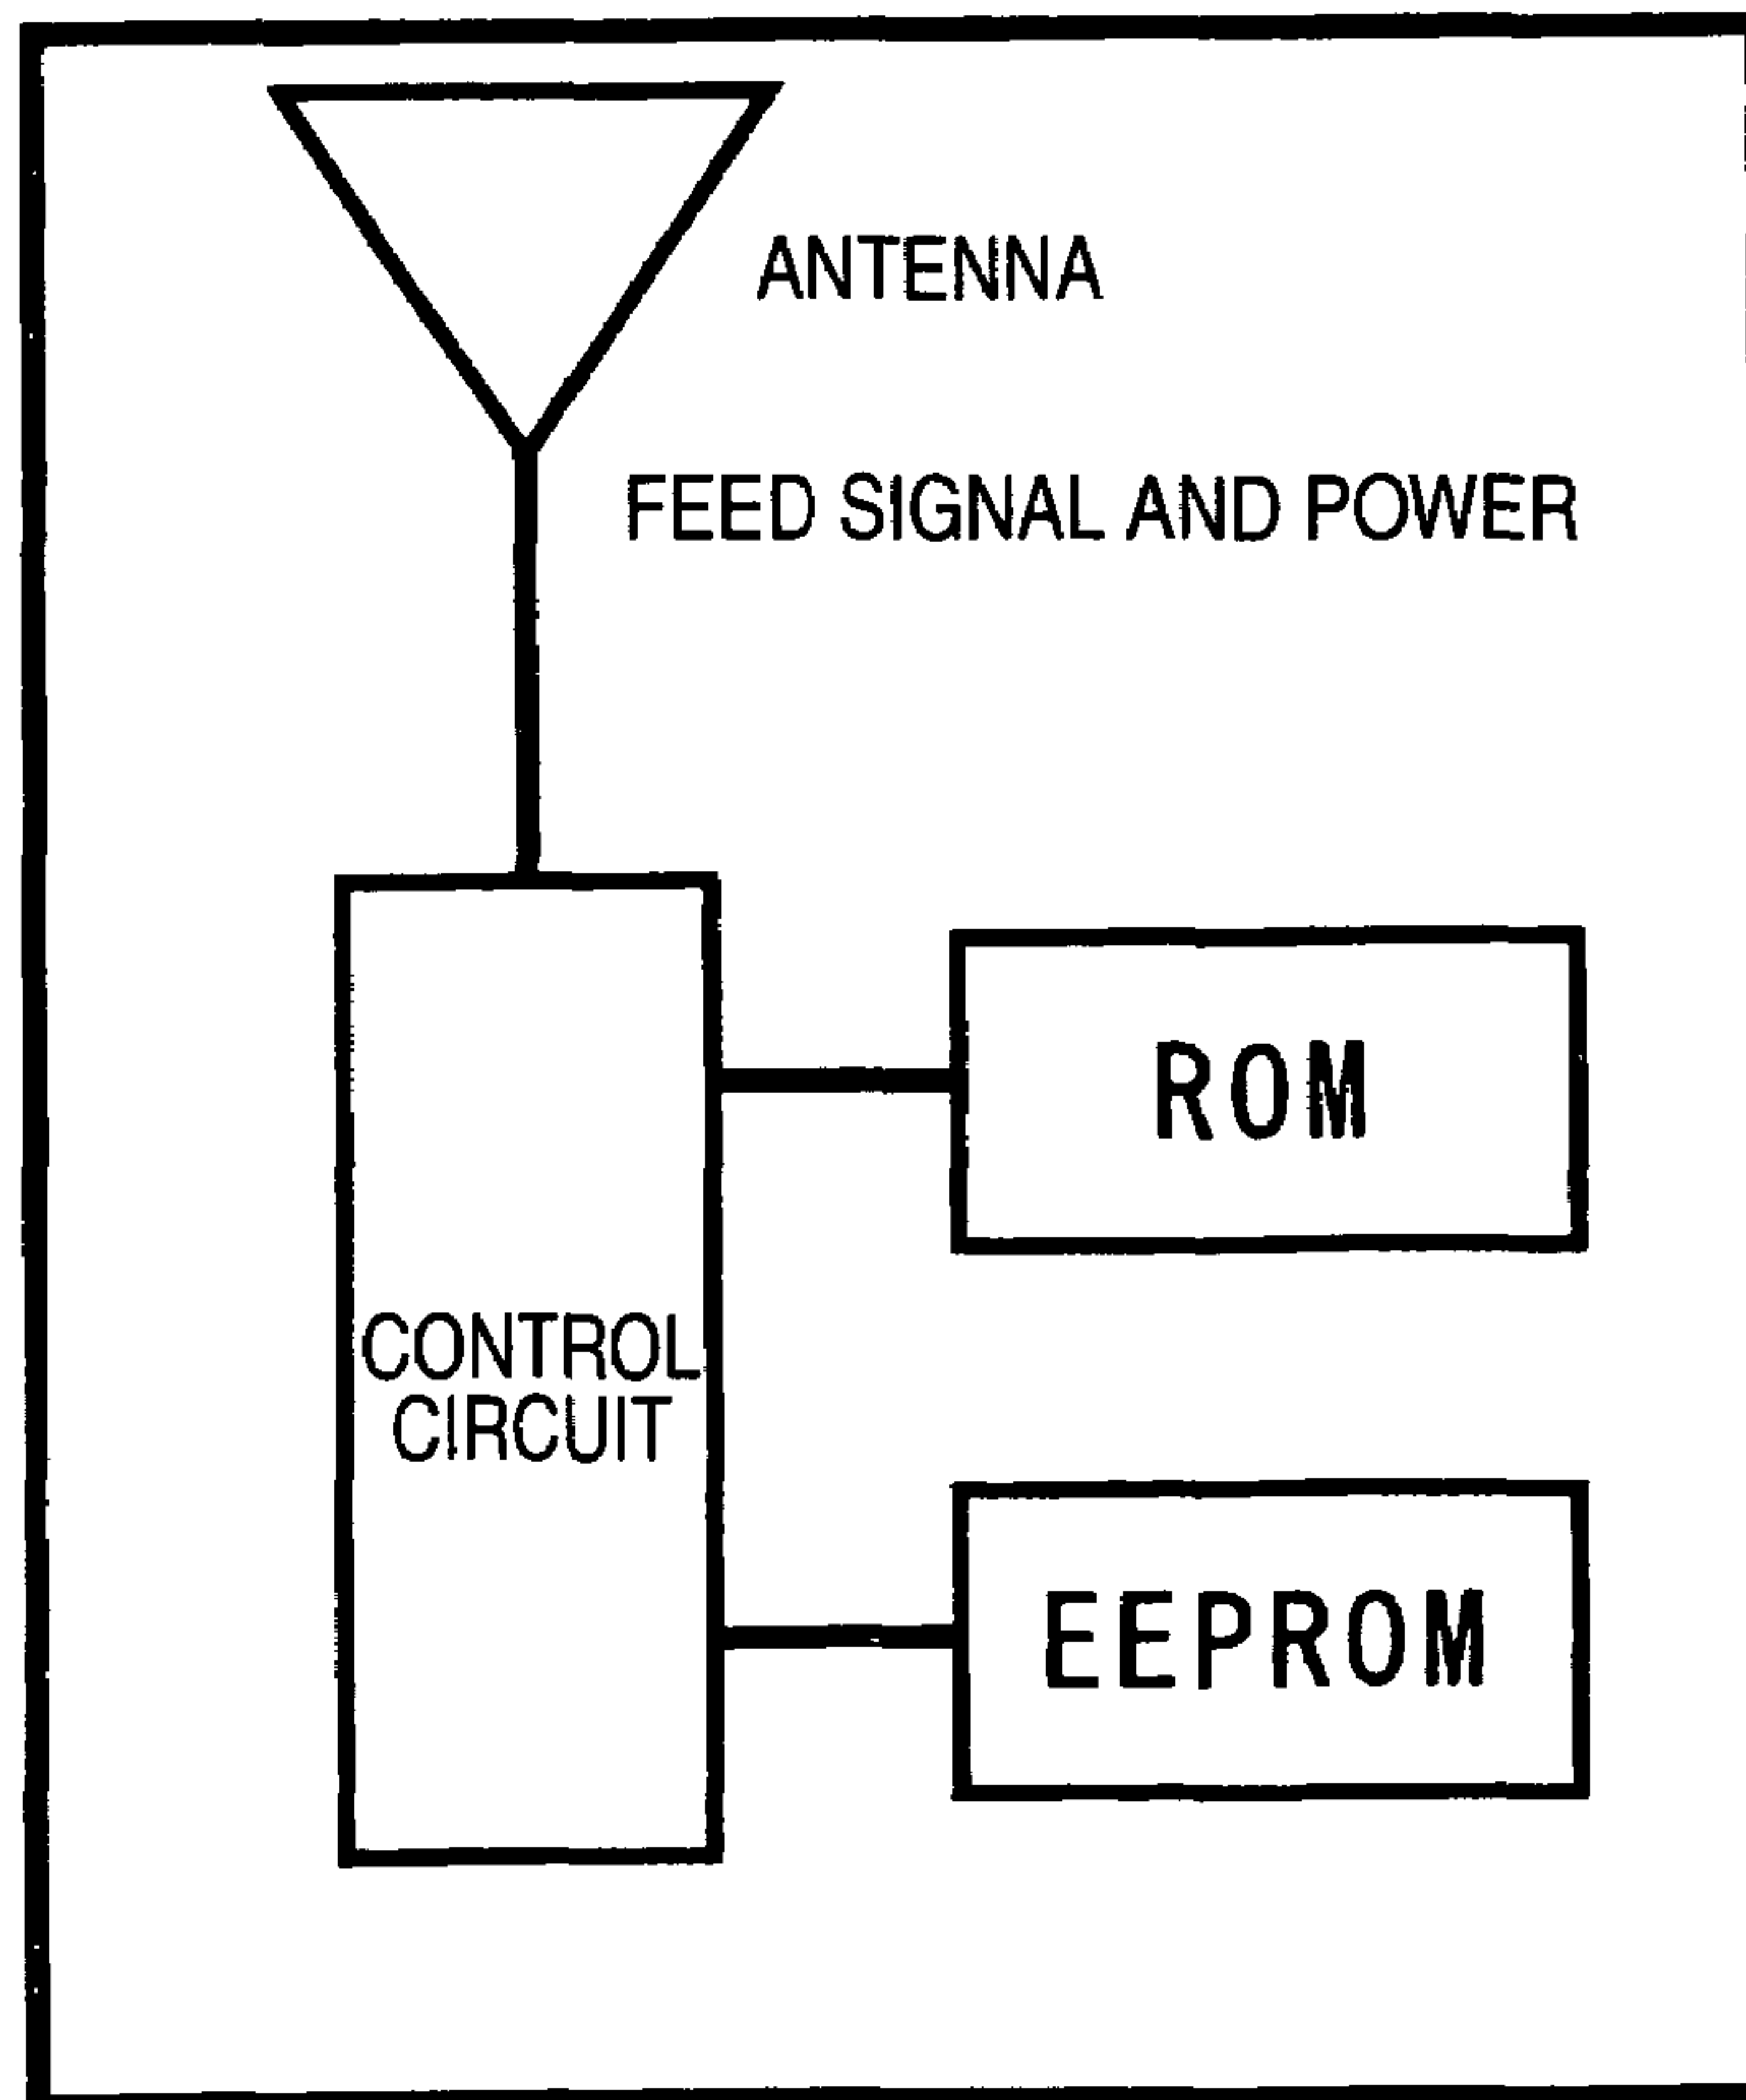 ANTENNA
FEED SIGNAL AND POWER
ROM
CONTROL
CIRCUIT
EEPROM